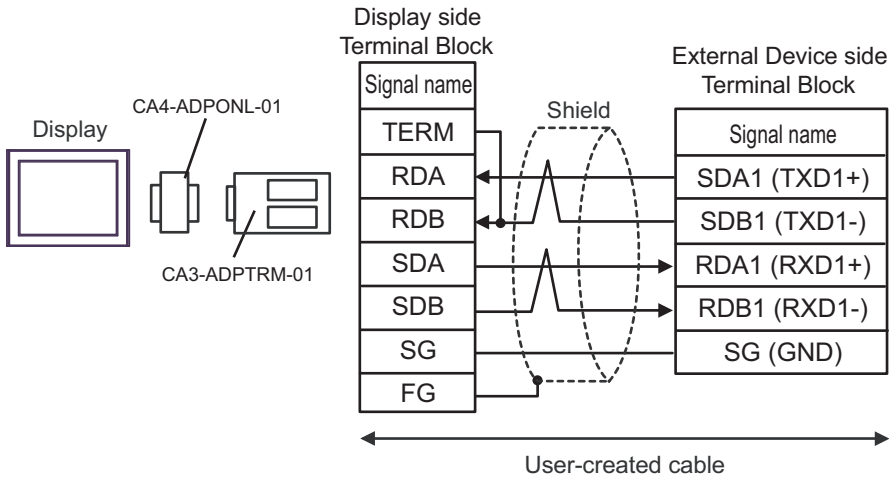 Display side
Terminal Block
External Device side
Terminal Block
Signal name
CA4-ADPONL-01
Shield
Display
TERM
Signal name
RDA
SDA1 (TXD1+)
RDB
SDB1 (TXD1-)
SDA
RDA1 (RXD1+)
CA3-ADPTRM-01
SDB
RDB1 (RXD1-)
SG
SG (GND)
FG
User-created cable